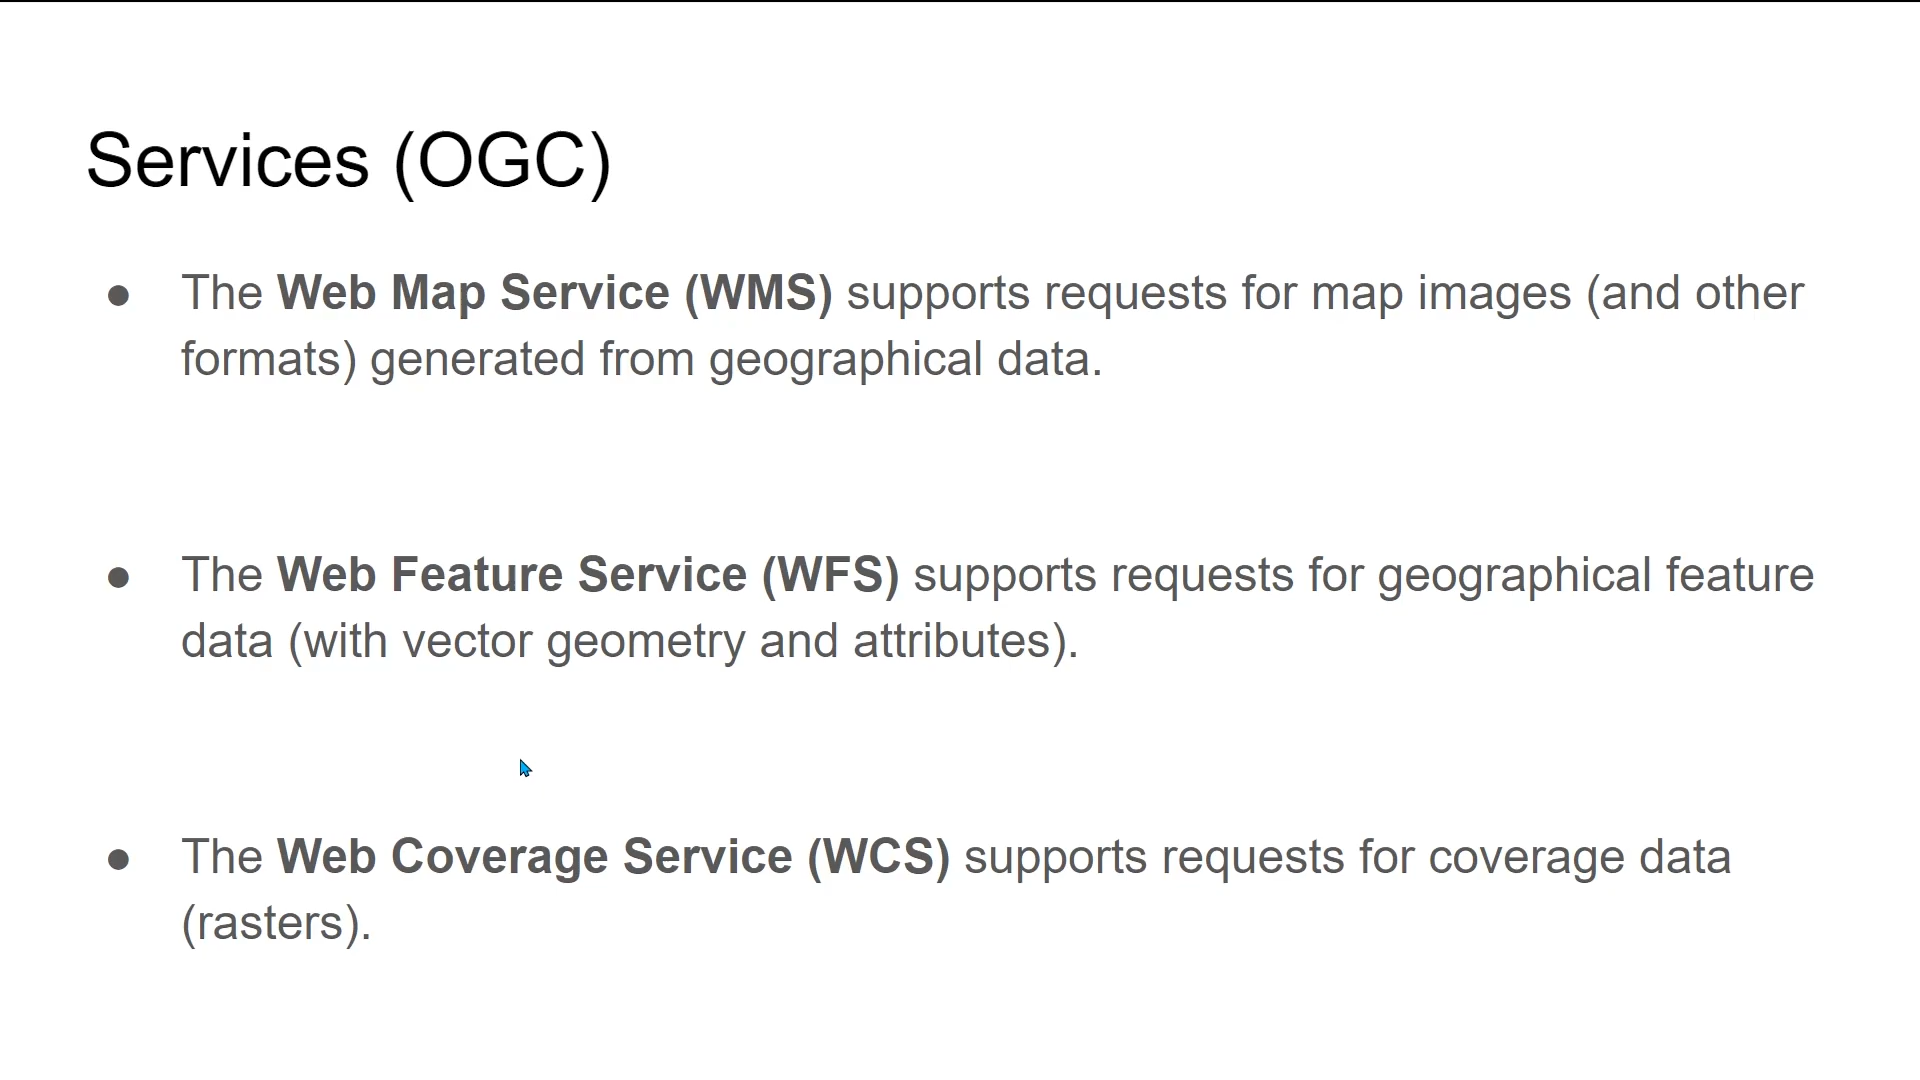 Services (OGC)
● The Web Map Service (WMS) supports requests for map images (and other
formats) generated from geographical data.
● The Web Feature Service (WFS) supports requests for geographical feature
data (with vector geometry and attributes).
● The Web Coverage Service (WCS) supports requests for coverage data
(rasters).